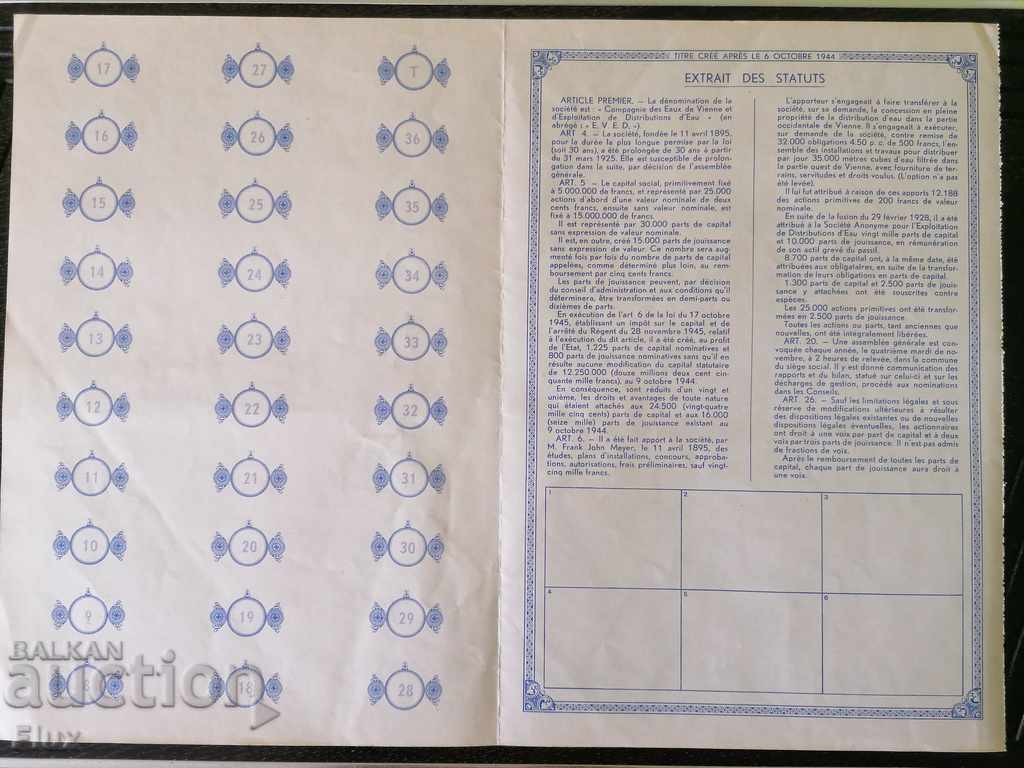 17 27 T
16 26 36
15 25 35
14 24 34
13 23 33
12 22 32
11 21 31
10 20 30
9 19 29
8 18 28
TITRE CRÉÉ APRÈS LE 6 OCTOBRE 1944
EXTRAIT DES STATUTS
ARTICLE PREMIER. — La dénomination de la
société est : « Compagnie des Eaux de Vienne et
d'Exploitation de Distributions d'Eau » (en
abrégé : « E. V. E. D. »).
ART 4. — La société, fondée le 11 avril 1895,
pour la durée la plus longue permise par la loi
(soit 30 ans), a été prolongée de 30 ans à partir
du 31 mars 1925. Elle est susceptible de prolon-
gation dans la suite, par décision de l'assemblée
générale.
ART. 5 — Le capital social, primitivement fixé
à 5.000.000 de francs, et représenté par 25.000
actions d'abord d'une valeur nominale de deux
cents francs, ensuite sans valeur nominale, est
fixé à 15.000.000 de francs.
Il est représenté par 30.000 parts de capital
sans expression de valeur nominale.
Il est, en outre, créé 15.000 parts de jouissance
sans expression de valeur. Ce nombre sera aug-
menté fois par fois du nombre de parts de capital
appelées, comme déterminé plus loin, au rem-
boursement par cinq cents francs.
Les parts de jouissance peuvent, par décision
du conseil d'administration et aux conditions qu'il
déterminera, être transformées en demi-parts ou
dixièmes de parts.
En exécution de l'art 6 de la loi du 17 octobre
1945, établissant un impôt sur le capital et de
l'arrêté du Régent du 28 novembre 1945, relatif
à l'exécution du dit article, il a été créé, au profit
de l'Etat, 1.225 parts de capital nominatives et
800 parts de jouissance nominatives sans qu'il en
résulte aucune modification du capital statutaire
de 12.250.000 (douze millions deux cent cin-
quante mille francs), au 9 octobre 1944.
En conséquence, sont réduits d'un vingt et
unième, les droits et avantages de toute nature
qui étaient attachés aux 24.500 (vingt-quatre
mille cinq cents) parts de capital et aux 16.000
(seize mille) parts de jouissance existant au
9 octobre 1944.
ART. 6. — Il a été fait apport à la société, par
M. Frank John Mayer, le 11 avril 1895, des
études, plans d'installations, concours, approba-
tions, autorisations, frais préliminaires, sauf vingt-
cinq mille francs.
L'apporteur s'engageait à faire transférer à la
société, sur sa demande, la concession en pleine
propriété de la distribution d'eau dans la partie
occidentale de Vienne. Il s'engageait à exécuter,
sur demande de la société, contre remise de
32.000 obligations 4.50 p. c. de 500 francs, l'en-
semble des installations et travaux pour distribuer
par jour 35.000 mètres cubes d'eau filtrée dans
la partie ouest de Vienne, avec fourniture de ter-
rains, servitudes et droits voulus. (L'option n'a pas
été levée).
Il lui fut attribué à raison de ces apports 12.188
des actions primitives de 200 francs de valeur
nominale.
En suite de la fusion du 29 février 1928, il a été
attribué à la Société Anonyme pour l'Exploitation
de Distributions d'Eau vingt mille parts de capital
et 10.000 parts de jouissance, en rémunération
de son actif grevé du passif.
8.700 parts de capital ont, à la même date, été
attribuées aux obligataires, en suite de la transfor-
mation de leurs obligations en parts de capital.
1.300 parts de capital et 2.500 parts de jouis-
sance y attachées ont été souscrites contre
espèces.
Les 25.000 actions primitives ont été transfor-
mées en 2.500 parts de jouissance.
Toutes les actions ou parts, tant anciennes que
nouvelles, ont été intégralement libérées.
ART. 20. — Une assemblée générale est con-
voquée chaque année, le quatrième mardi de no-
vembre, à 2 heures de relevée, dans la commune
du siège social. Il y est donné communication des
rapports et du bilan, statué sur celui-ci et sur les
décharges de gestion, procédé aux nominations
dans les Conseils.
ART. 26. — Sauf les limitations légales et sous
réserve de modifications ultérieures à résulter
des dispositions légales existantes ou de nouvelles
dispositions légales éventuelles, les actionnaires
ont droit à une voix par part de capital et à deux
voix par trois parts de jouissance. Il n'est pas admis
de fractions de voix.
Après le remboursement de toutes les parts de
capital, chaque part de jouissance aura droit à
une voix.
1 2 3
4 5 6
BALKAN
auction
Flux